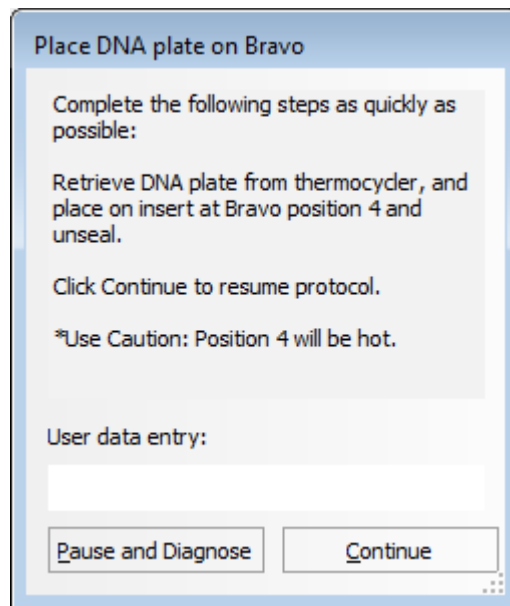 Place DNA plate on Bravo
Complete the following steps as quickly as
possible:
Retrieve DNA plate from thermocycler, and
place on insert at Bravo position 4 and
unseal.
Click Continue to resume protocol.
*Use Caution: Position 4 will be hot.
User data entry:
Pause and Diagnose
Continue